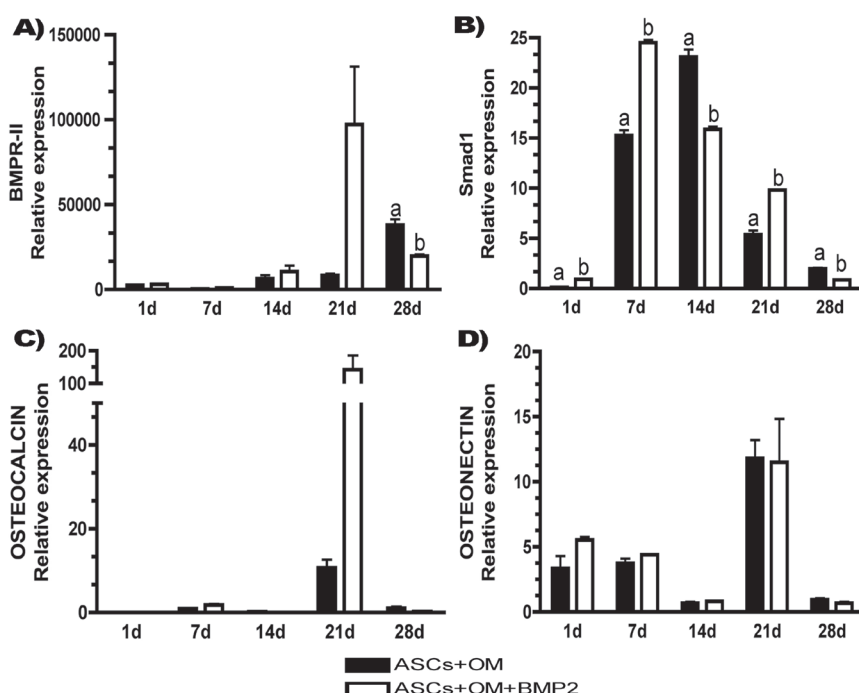 A)
BMPR-II
Relative expression
150000
100000
50000
0
a
b
1d 7d 14d 21d 28d
B)
Smad1
Relative expression
25
20
15
10
5
0
a b a b a b a b a b
1d 7d 14d 21d 28d
C)
OSTEOCALCIN
Relative expression
200
100
40
20
0
1d 7d 14d 21d 28d
D)
OSTEONECTIN
Relative expression
20
15
10
5
0
1d 7d 14d 21d 28d
ASCs+OM
ASCs+OM+BMP2